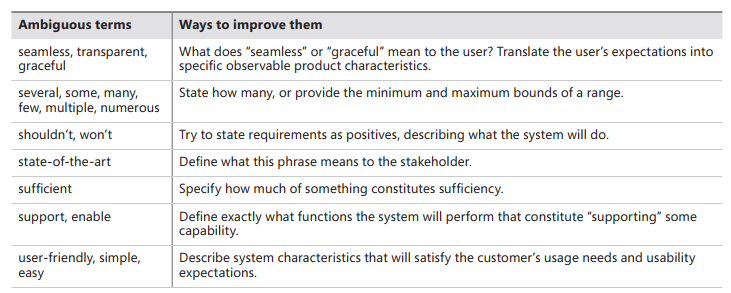 Ambiguous terms Ways to improve them
seamless, transparent, What does “seamless” or “graceful” mean to the user? Translate the user’s expectations into
graceful specific observable product characteristics.
several, some, many, State how many, or provide the minimum and maximum bounds of a range.
few, multiple, numerous
shouldn’t, won’t Try to state requirements as positives, describing what the system will do.
state-of-the-art Define what this phrase means to the stakeholder.
sufficient Specify how much of something constitutes sufficiency.
support, enable Define exactly what functions the system will perform that constitute “supporting” some
capability.
user-friendly, simple, Describe system characteristics that will satisfy the customer’s usage needs and usability
easy expectations.